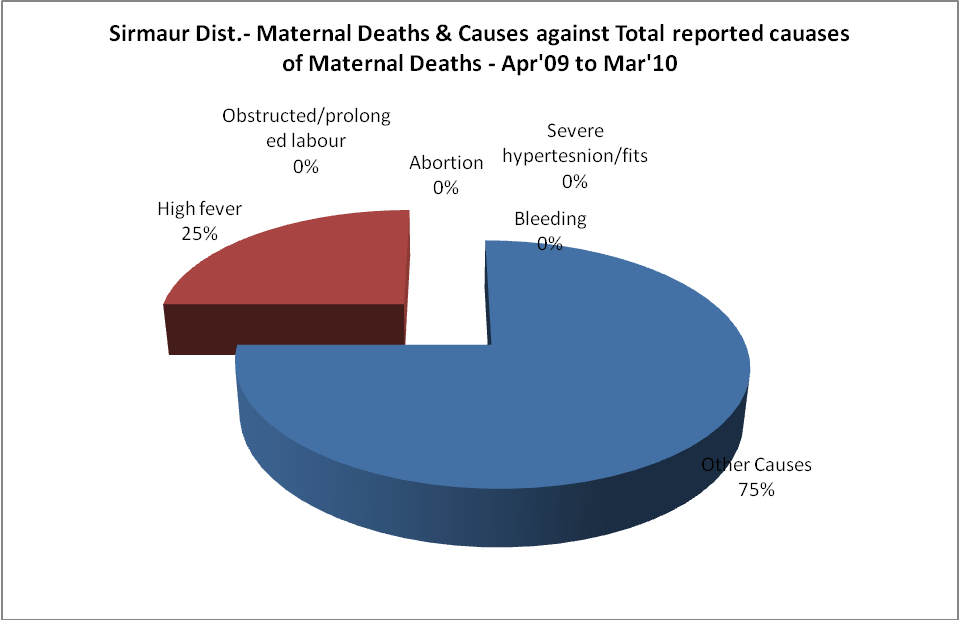 Sirmaur Dist.- Maternal Deaths & Causes against Total reported cauases
of Maternal Deaths - Apr'09 to Mar'10
Obstructed/prolong
ed labour
0%
Abortion
0%
Severe
hypertesnion/fits
0%
High fever
25%
Bleeding
0%
Other Causes
75%